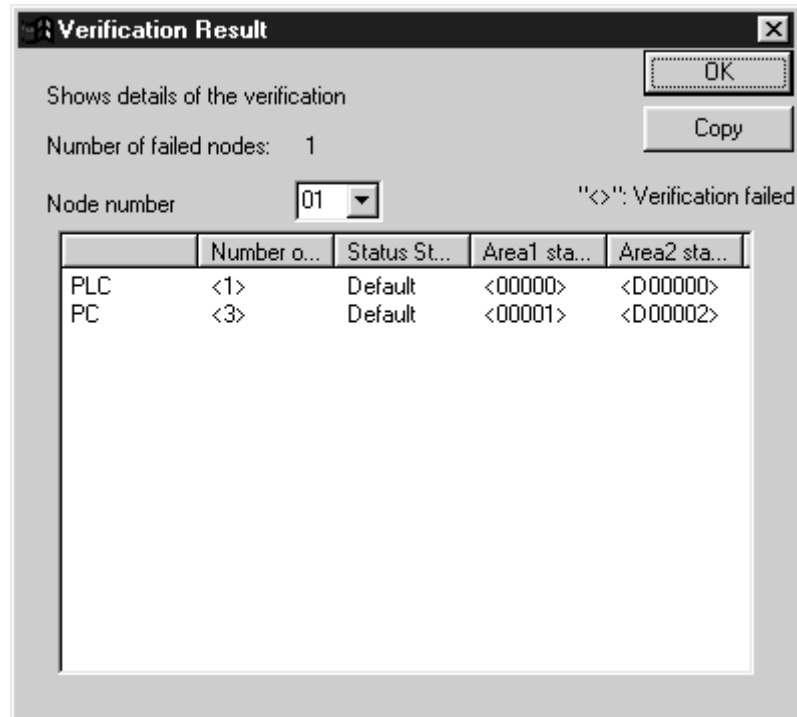 Verification Result
OK
Shows details of the verification
Copy
Number of failed nodes: 1
Node number 01 "<>": Verification failed
Number o... Status St... Area1 sta... Area2 sta...
PLC <1> Default <00000> <D00000>
PC <3> Default <00001> <D00002>